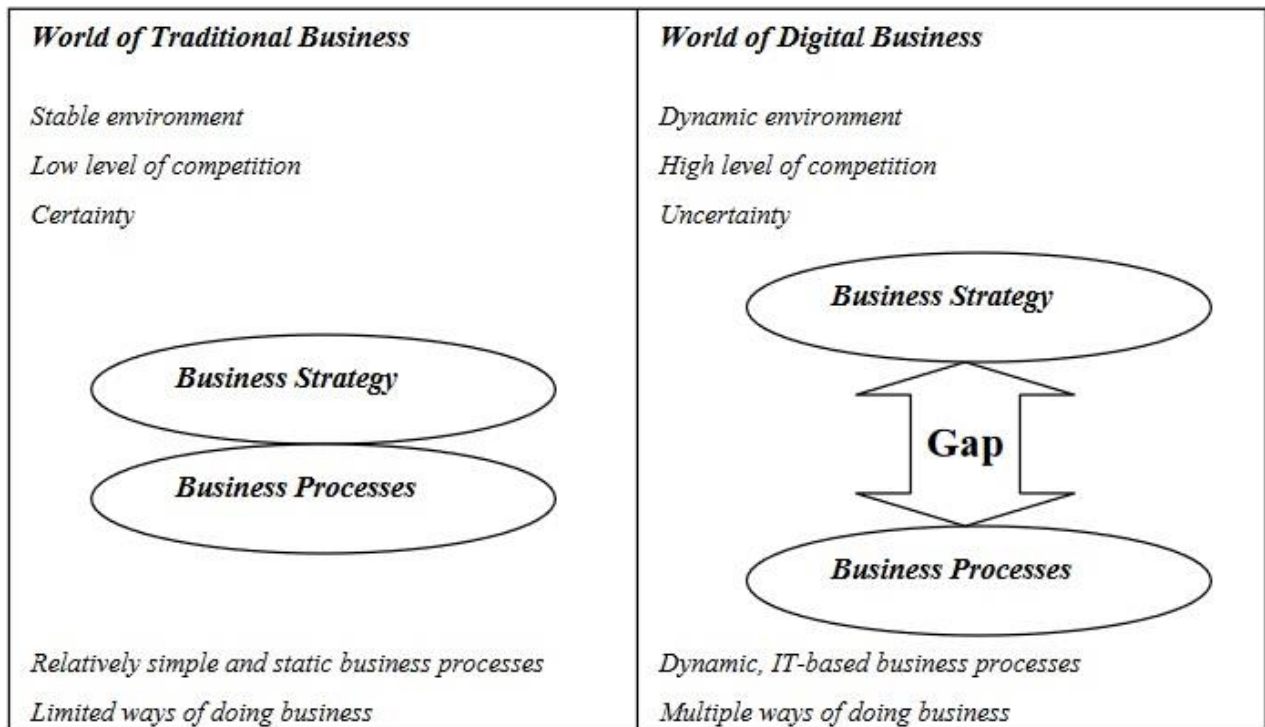 World of Traditional Business
Stable environment
Low level of competition
Certainty
Business Strategy
Business Processes
Relatively simple and static business processes
Limited ways of doing business
World of Digital Business
Dynamic environment
High level of competition
Uncertainty
Business Strategy
Gap
Business Processes
Dynamic, IT-based business processes
Multiple ways of doing business